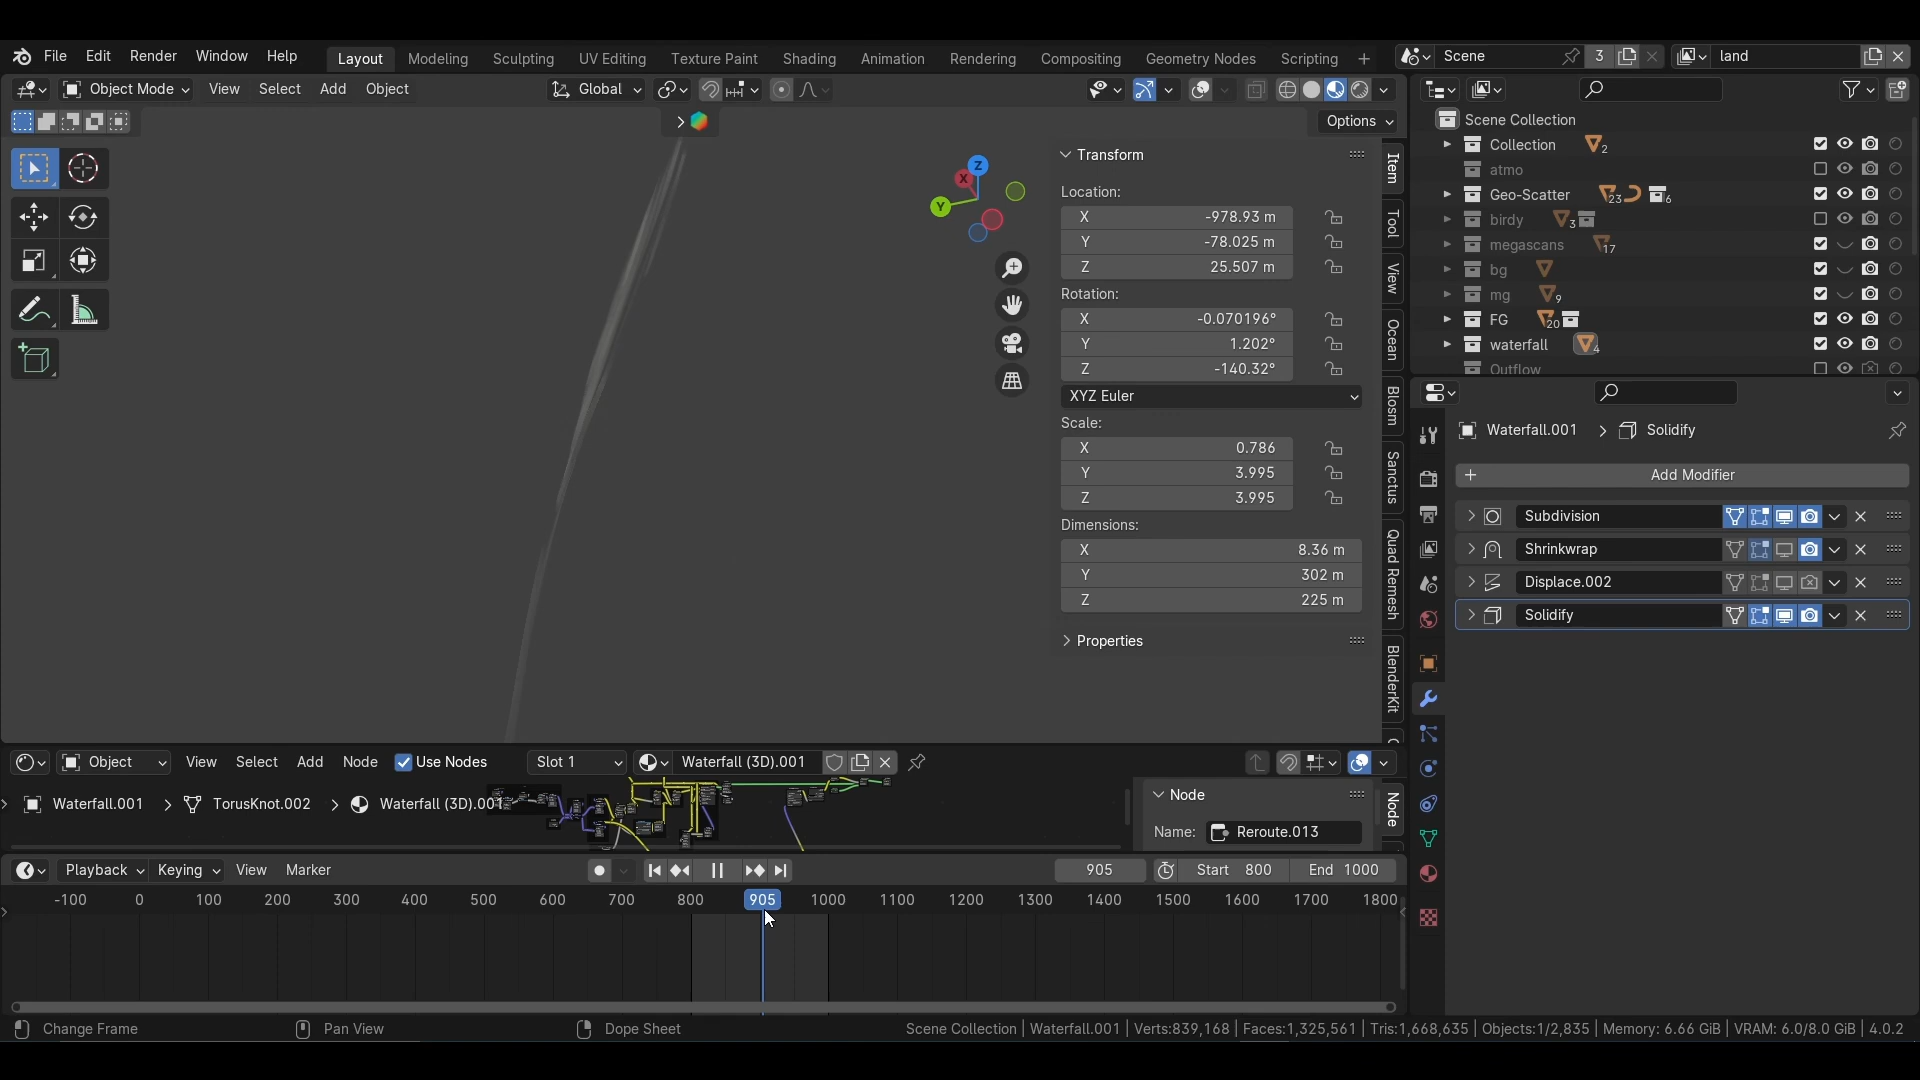 File Edit Render Window Help Layout Modeling Sculpting UV Editing Texture Paint Shading Animation Rendering Compositing Geometry Nodes Scripting + Scene 3 land
Object Mode View Select Add Object Global
Options
Transform
Location:
X -978.93 m
Y -78.025 m
Z 25.507 m
Rotation:
X -0.070196°
Y 1.202°
Z -140.32°
XYZ Euler
Scale:
X 0.786
Y 3.995
Z 3.995
Dimensions:
X 8.36 m
Y 302 m
Z 225 m
Properties
Z
X
Y
Item
Tool
View
Ocean
Blosm
Sanctus
Quad Remesh
BlenderKit
Scene Collection
Collection 2
atmo
Geo-Scatter 23 6
birdy 3
megascans 17
bg
mg 9
FG 20
waterfall 4
Outflow
Waterfall.001 > Solidify
+ Add Modifier
Subdivision
Shrinkwrap
Displace.002
Solidify
Object View Select Add Node Use Nodes Slot 1 Waterfall (3D).001
Waterfall.001 > TorusKnot.002 > Waterfall (3D).001
Node
Name: Reroute.013
Node
Playback Keying View Marker 905 Start 800 End 1000
-100 0 100 200 300 400 500 600 700 800 905 1000 1100 1200 1300 1400 1500 1600 1700 1800
Change Frame Pan View Dope Sheet Scene Collection | Waterfall.001 | Verts:839,168 | Faces:1,325,561 | Tris:1,668,635 | Objects:1/2,835 | Memory: 6.66 GiB | VRAM: 6.0/8.0 GiB | 4.0.2